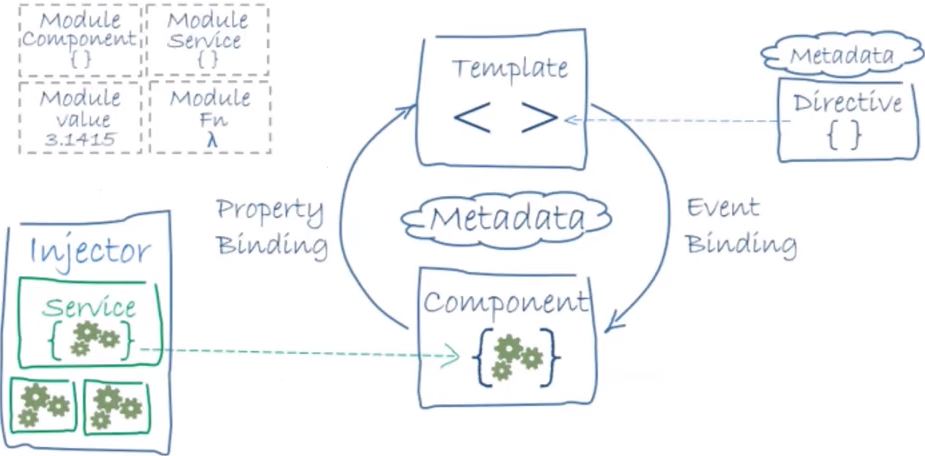 Module
Component
{ }
Module
Service
{ }
Module
value
3.1415
Module
Fn
λ
Template
< >
Metadata
Directive
{ }
Property
Binding
Metadata
Event
Binding
Injector
Service
{ }
Component
{ }